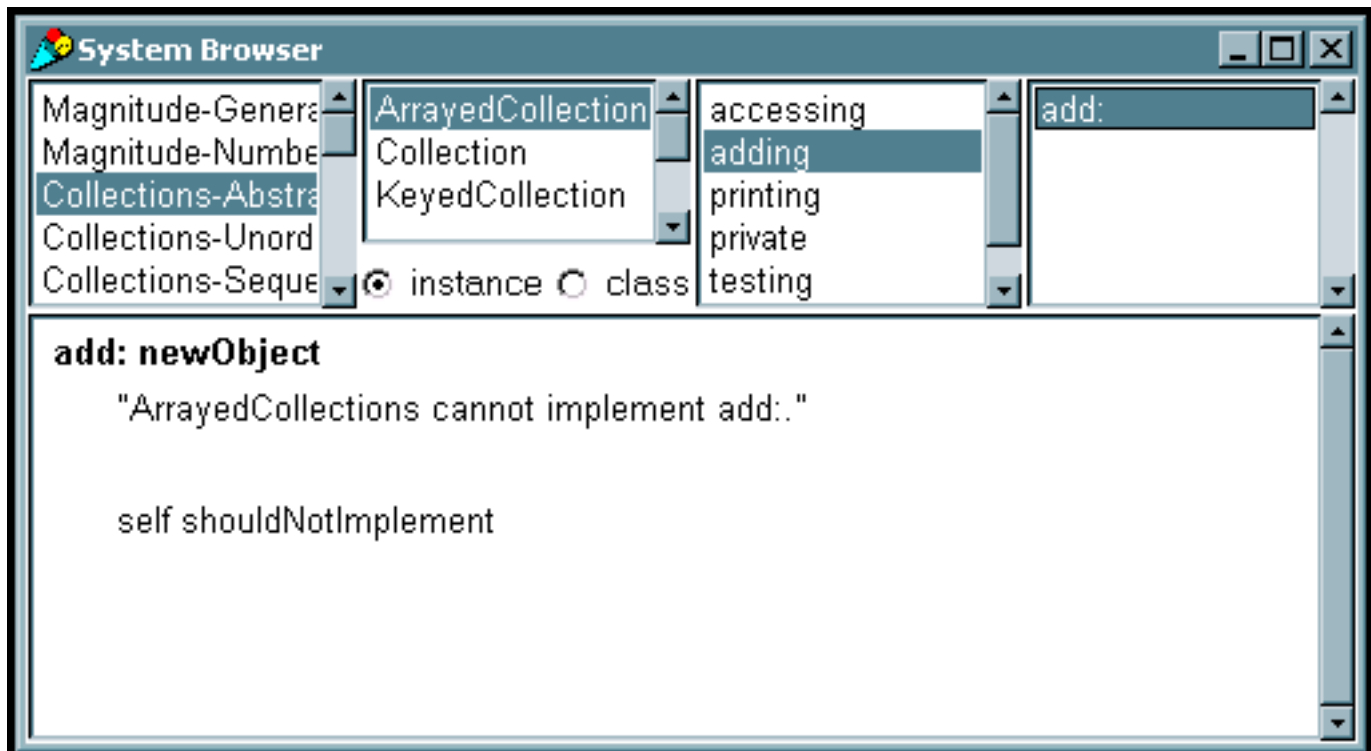 System Browser
Magnitude-Genera
Magnitude-Numbe
Collections-Abstra
Collections-Unord
Collections-Seque
ArrayedCollection
Collection
KeyedCollection
instance class
accessing
adding
printing
private
testing
add:
add: newObject
"ArrayedCollections cannot implement add:."
self shouldNotImplement